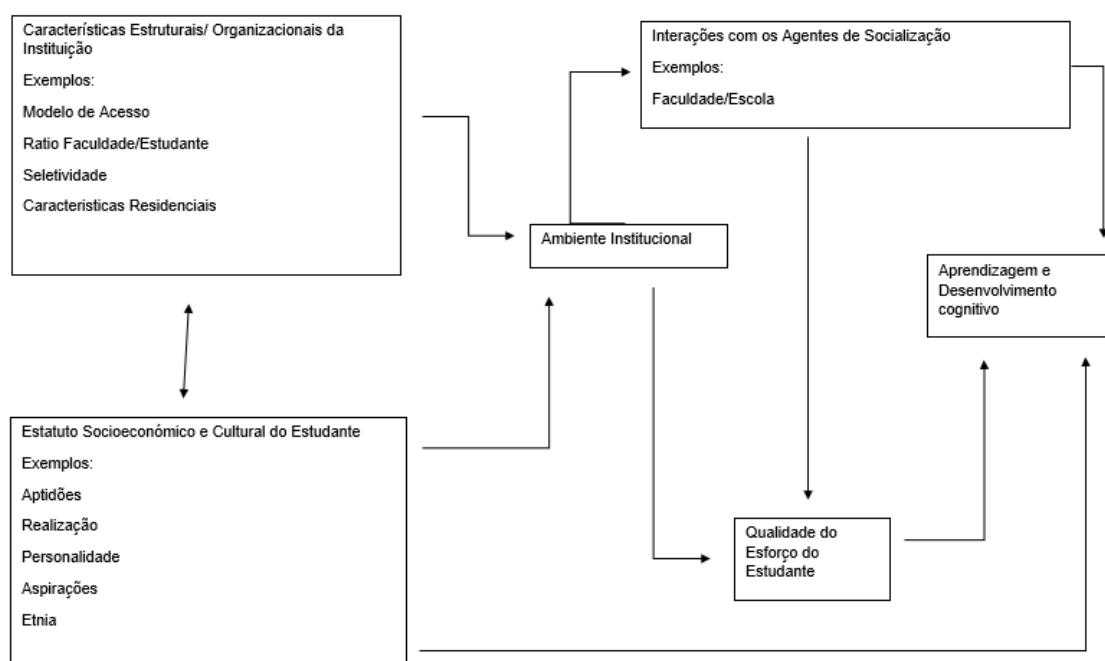 Características Estruturais/ Organizacionais da
Instituição
Exemplos:
Modelo de Acesso
Ratio Faculdade/Estudante
Seletividade
Caracteristicas Residenciais
Interações com os Agentes de Socialização
Exemplos:
Faculdade/Escola
Ambiente Institucional
Aprendizagem e
Desenvolvimento
cognitivo
Estatuto Socioeconómico e Cultural do Estudante
Exemplos:
Aptidões
Realização
Personalidade
Aspirações
Etnia
Qualidade do
Esforço do
Estudante